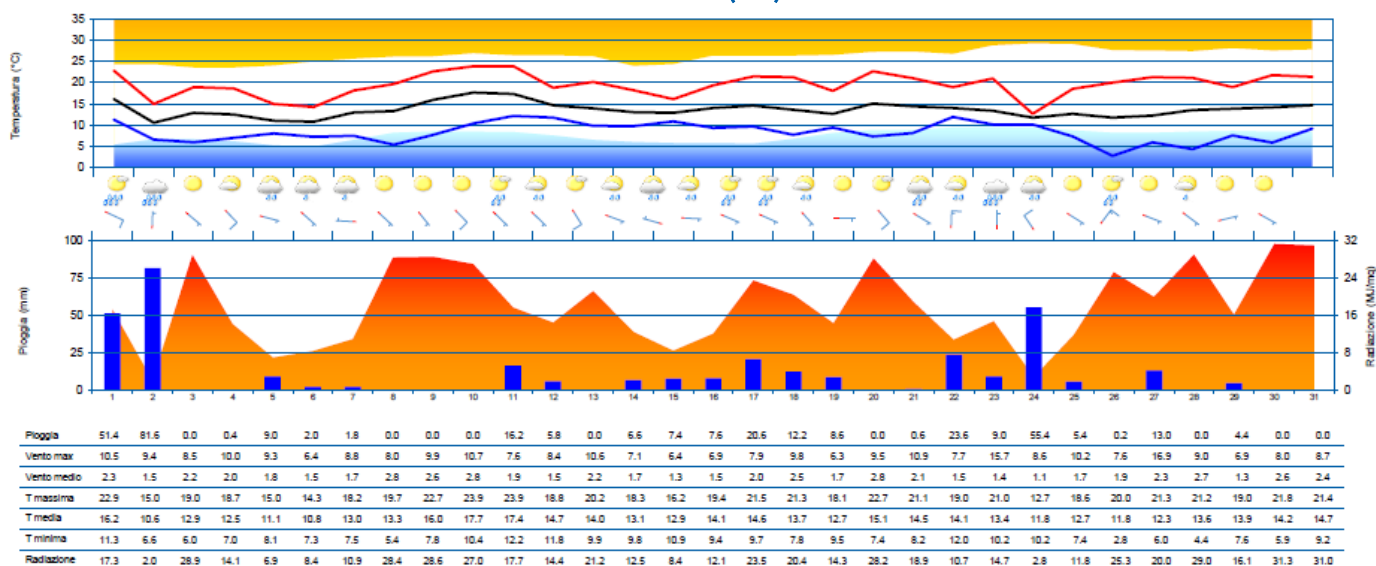 35
30
25
20
15
10
5
0
Temperatura (°C)
100
75
50
25
0
Pioggia (mm)
32
24
16
8
0
Radiazione (MJ/mq)
1 2 3 4 5 6 7 8 9 10 11 12 13 14 15 16 17 18 19 20 21 22 23 24 25 26 27 28 29 30 31
Pioggia 51.4 81.6 0.0 0.4 9.0 2.0 1.8 0.0 0.0 0.0 16.2 5.8 0.0 6.6 7.4 7.6 20.6 12.2 8.6 0.0 0.6 23.6 9.0 55.4 5.4 0.2 13.0 0.0 4.4 0.0 0.0
Vento max 10.5 9.4 8.5 10.0 9.3 6.4 8.8 8.0 9.9 10.7 7.6 8.4 10.6 7.1 6.4 6.9 7.9 9.8 6.3 9.5 10.9 7.7 15.7 8.6 10.2 7.6 16.9 9.0 6.9 8.0 8.7
Vento medio 2.3 1.5 2.2 2.0 1.8 1.5 1.7 2.8 2.6 2.8 1.9 1.5 2.2 1.7 1.3 1.5 2.0 2.5 1.7 2.8 2.1 1.5 1.4 1.1 1.7 1.9 2.3 2.7 1.3 2.6 2.4
T massima 22.9 15.0 19.0 18.7 15.0 14.3 18.2 19.7 22.7 23.9 23.9 18.8 20.2 18.3 16.2 19.4 21.5 21.3 18.1 22.7 21.1 19.0 21.0 12.7 18.6 20.0 21.3 21.2 19.0 21.8 21.4
T media 16.2 10.6 12.9 12.5 11.1 10.8 13.0 13.3 16.0 17.7 17.4 14.7 14.0 13.1 12.9 14.1 14.6 13.7 12.7 15.1 14.5 14.1 13.4 11.8 12.7 11.8 12.3 13.6 13.9 14.2 14.7
T minima 11.3 6.6 6.0 7.0 8.1 7.3 7.5 5.4 7.8 10.4 12.2 11.8 9.9 9.8 10.9 9.4 9.7 7.8 9.5 7.4 8.2 12.0 10.2 10.2 7.4 2.8 6.0 4.4 7.6 5.9 9.2
Radiazione 17.3 2.0 28.9 14.1 6.9 8.4 10.9 28.4 28.6 27.0 17.7 14.4 21.2 12.5 8.4 12.1 23.5 20.4 14.3 28.2 18.9 10.7 14.7 2.8 11.8 25.3 20.0 29.0 16.1 31.3 31.0